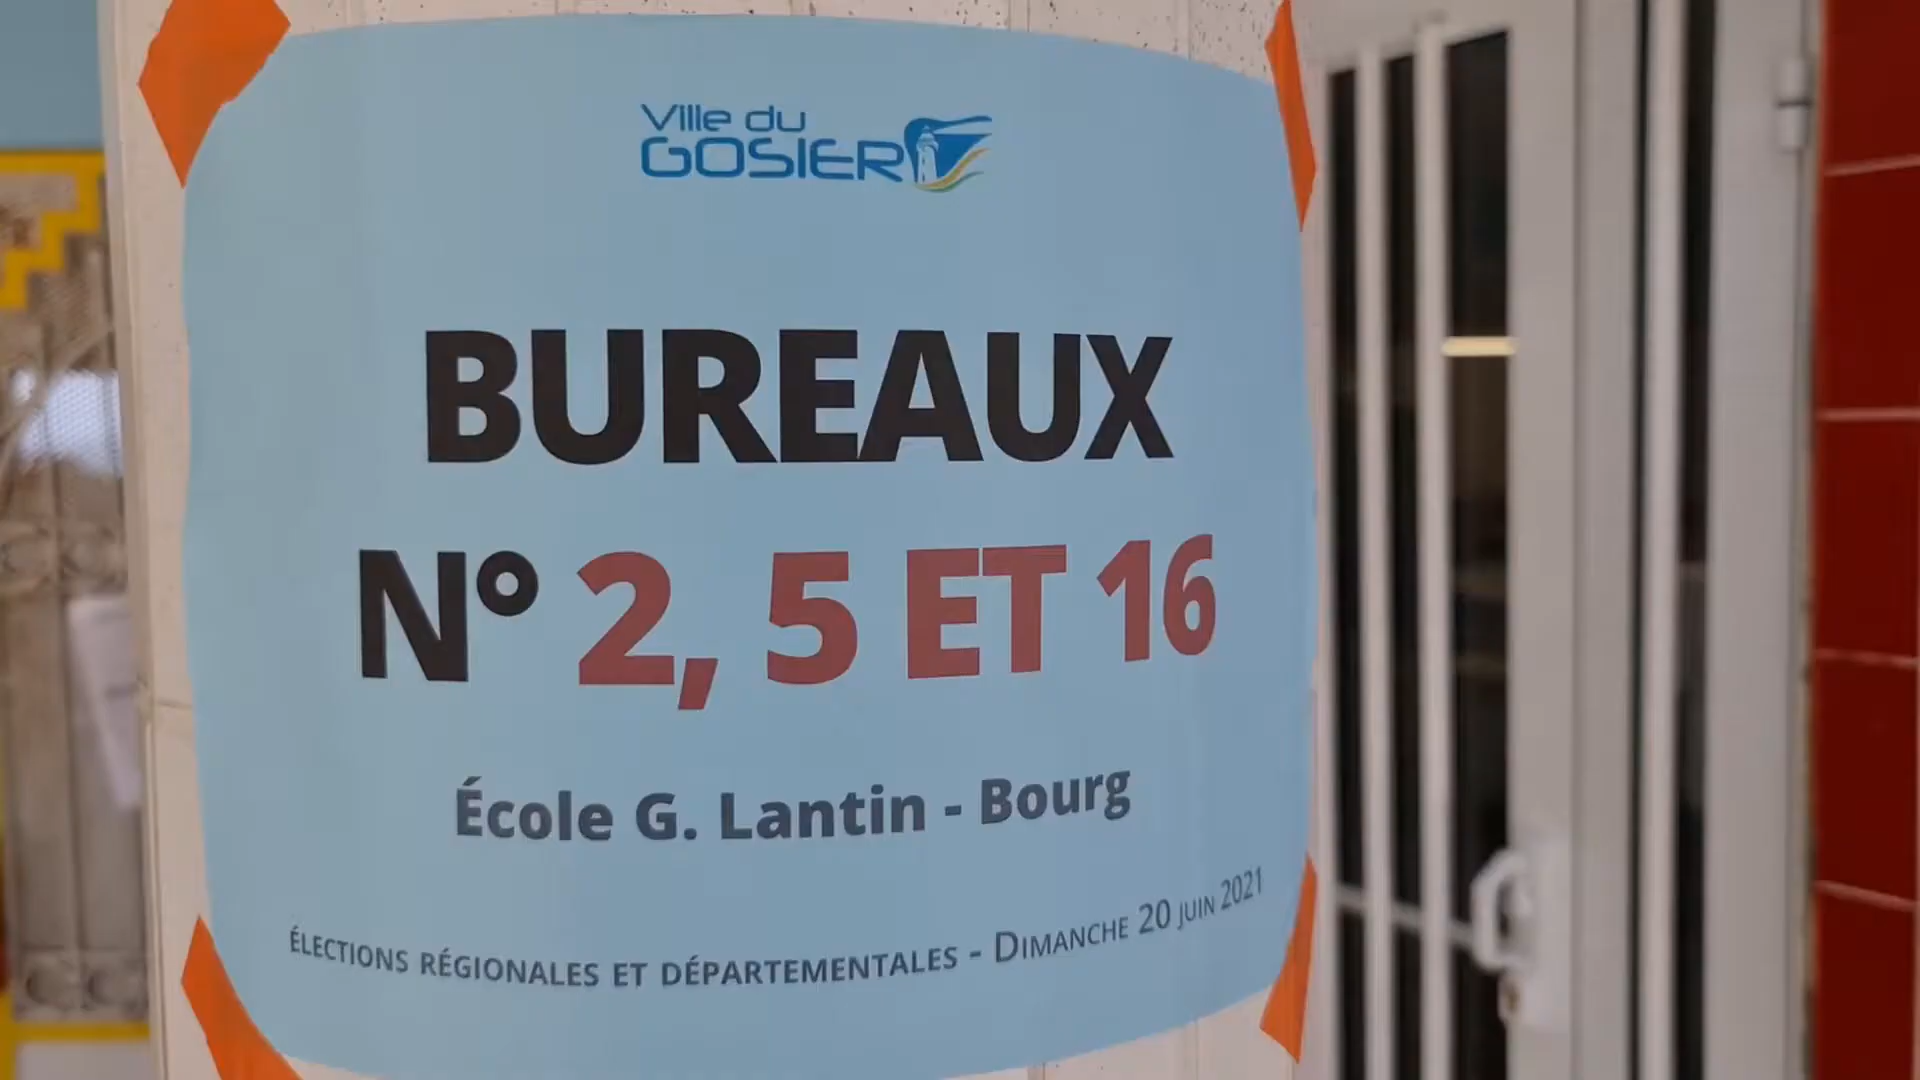 Ville du
GOSIER
BUREAUX
N° 2, 5 ET 16
École G. Lantin - Bourg
ÉLECTIONS RÉGIONALES ET DÉPARTEMENTALES - DIMANCHE 20 JUIN 2021